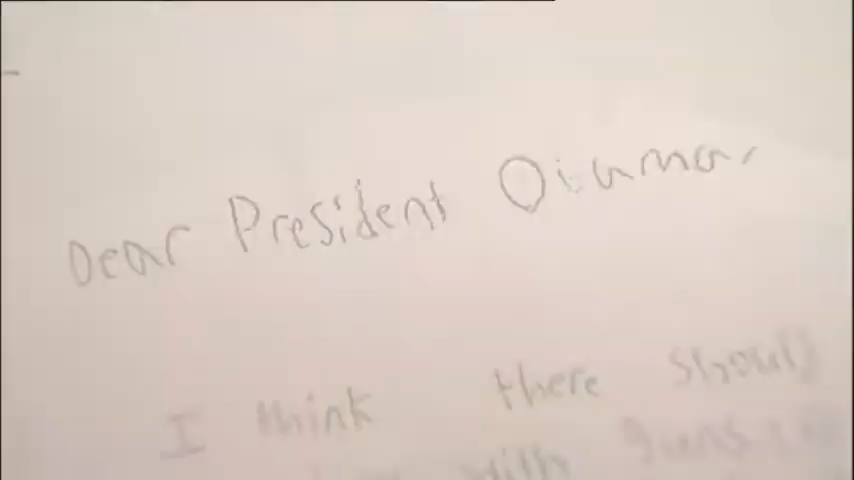 Dear President Obama,
I think there should
with guns